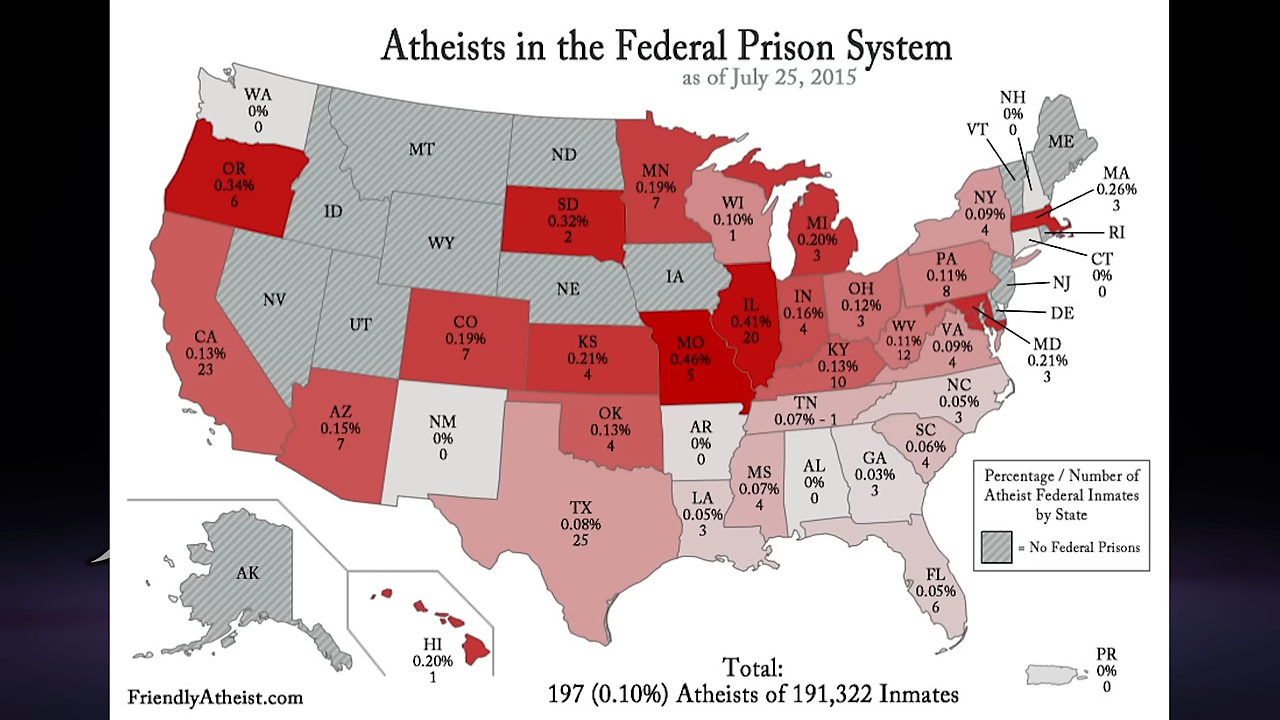 Atheists in the Federal Prison System
as of July 25, 2015
WA
0%
0
OR
0.34%
6
CA
0.13%
23
ID
NV
MT
WY
UT
AZ
0.15%
7
CO
0.19%
7
NM
0%
0
ND
SD
0.32%
2
NE
KS
0.21%
4
OK
0.13%
4
TX
0.08%
25
MN
0.19%
7
IA
MO
0.46%
5
AR
0%
0
LA
0.05%
3
WI
0.10%
1
IL
0.41%
20
MI
0.20%
3
IN
0.16%
4
OH
0.12%
3
KY
0.13%
10
TN
0.07% - 1
MS
0.07%
4
AL
0%
0
GA
0.03%
3
FL
0.05%
6
SC
0.06%
4
NC
0.05%
3
VA
0.09%
4
WV
0.11%
12
PA
0.11%
8
NY
0.09%
4
VT
NH
0%
0
ME
MA
0.26%
3
RI
CT
0%
0
NJ
DE
MD
0.21%
3
Percentage / Number of
Atheist Federal Inmates
by State
= No Federal Prisons
AK
HI
0.20%
1
PR
0%
0
Total:
197 (0.10%) Atheists of 191,322 Inmates
FriendlyAtheist.com